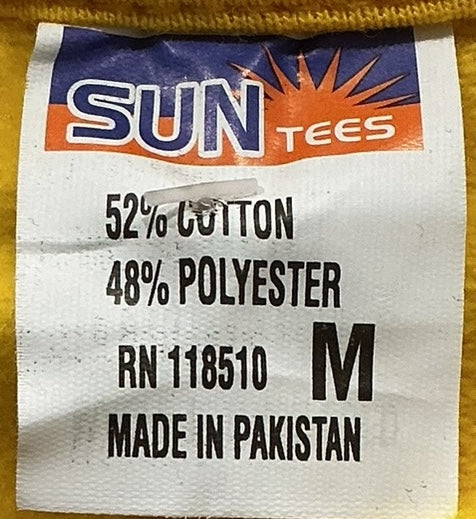 SUN TEES
52% COTTON
48% POLYESTER
RN 118510 M
MADE IN PAKISTAN